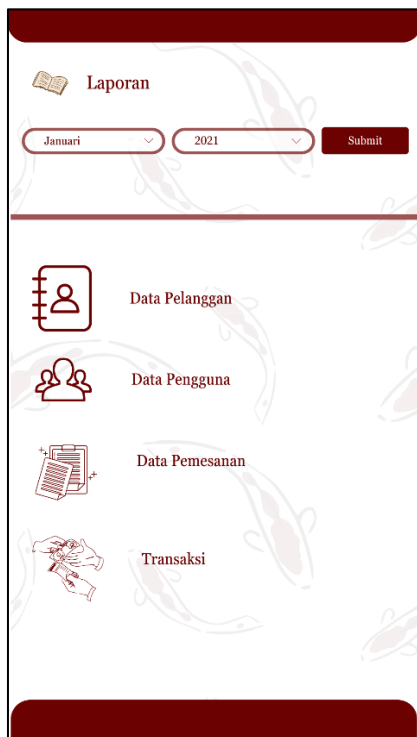 Laporan
Januari 2021 Submit
Data Pelanggan
Data Pengguna
Data Pemesanan
Transaksi